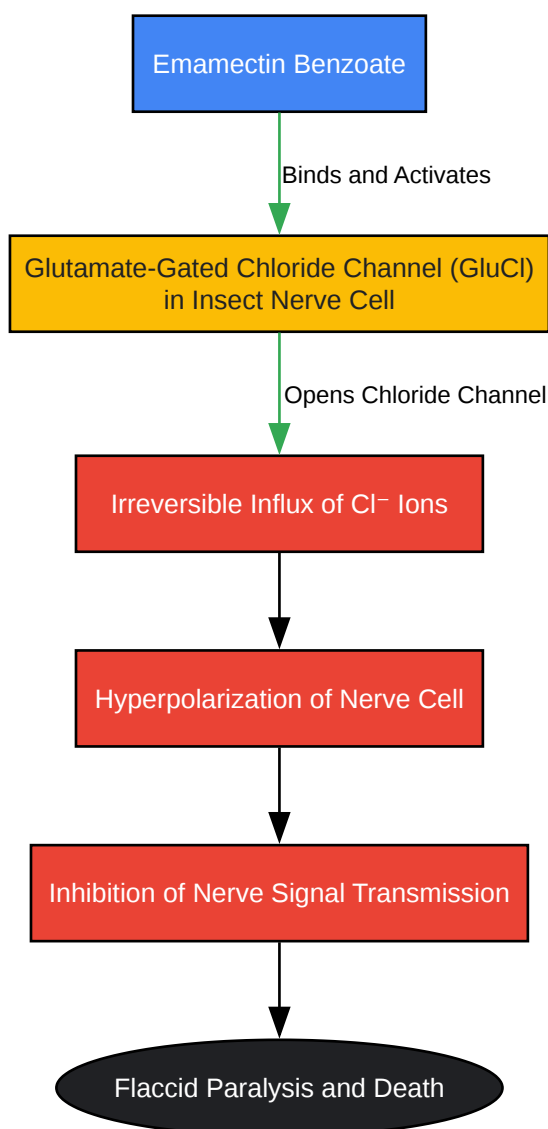 Emamectin Benzoate
Binds and Activates
Glutamate-Gated Chloride Channel (GluCl)
in Insect Nerve Cell
Opens Chloride Channel
Irreversible Influx of Cl⁻ Ions
Hyperpolarization of Nerve Cell
Inhibition of Nerve Signal Transmission
Flaccid Paralysis and Death